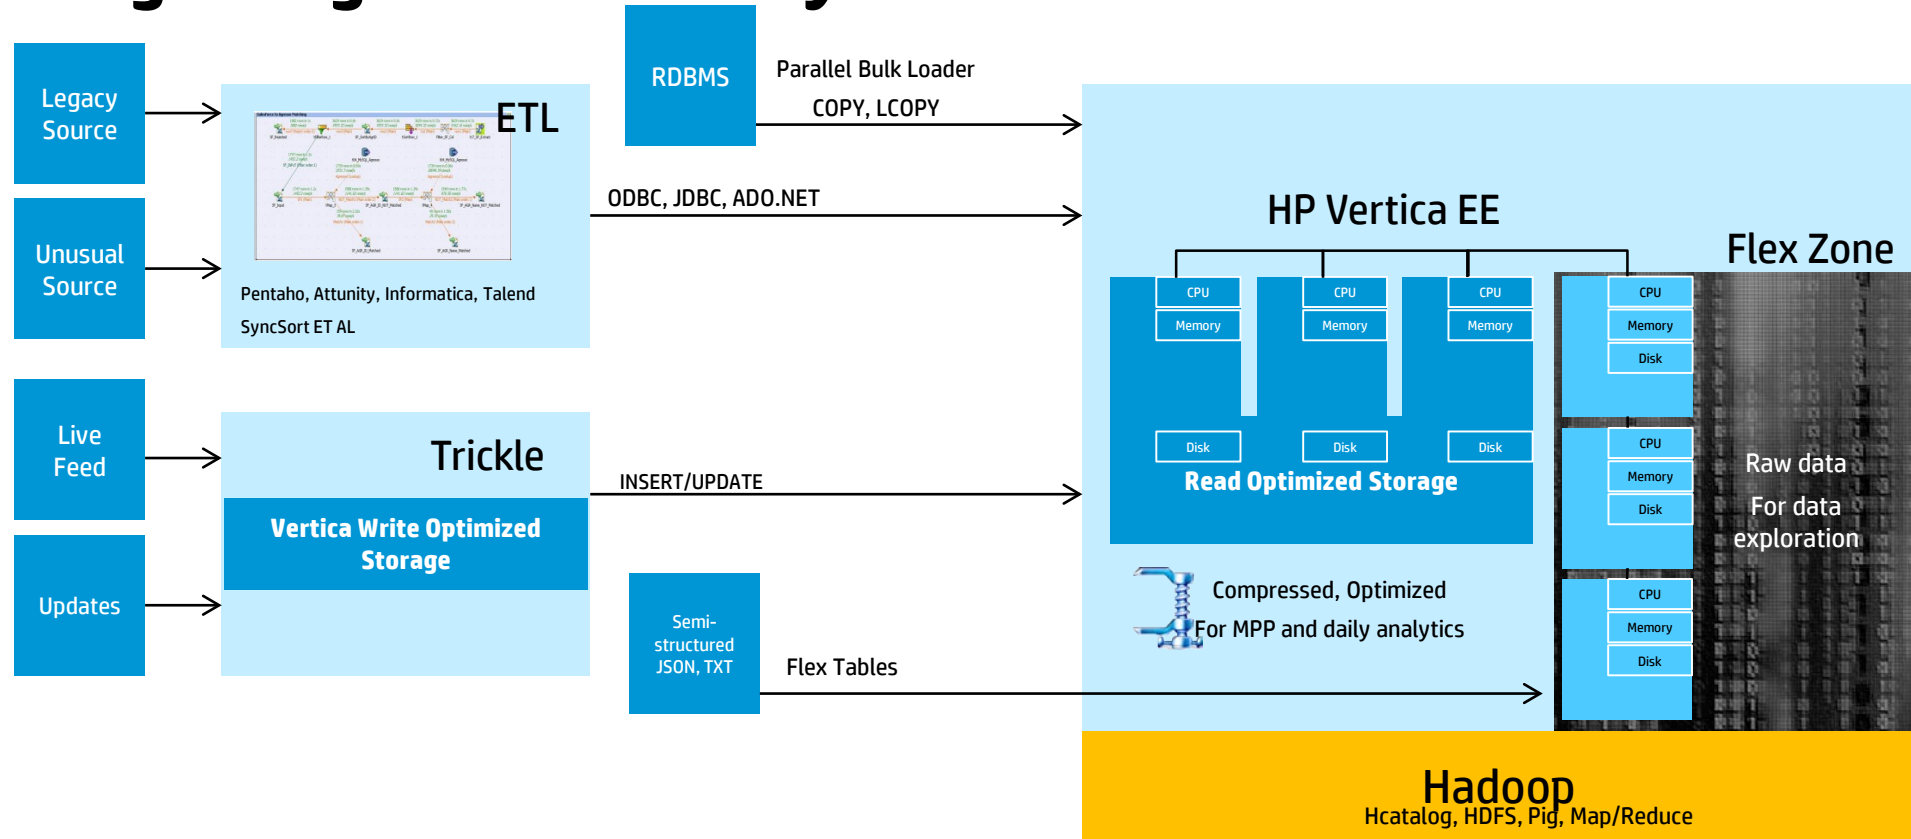 Legacy
Source
Unusual
Source
Live
Feed
Updates
ETL
Pentaho, Attunity, Informatica, Talend
SyncSort ET AL
Trickle
Vertica Write Optimized
Storage
RDBMS
Parallel Bulk Loader
COPY, LCOPY
ODBC, JDBC, ADO.NET
INSERT/UPDATE
Semi-
structured
JSON, TXT
Flex Tables
HP Vertica EE
CPU
Memory
Disk
CPU
Memory
Disk
CPU
Memory
Disk
Read Optimized Storage
Compressed, Optimized
For MPP and daily analytics
Flex Zone
CPU
Memory
Disk
CPU
Memory
Disk
CPU
Memory
Disk
Raw data
For data
exploration
Hadoop
Hcatalog, HDFS, Pig, Map/Reduce